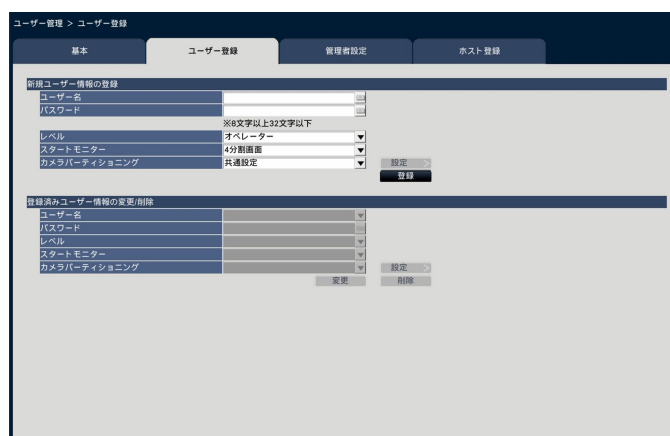 ユーザー管理 > ユーザー登録
基本 ユーザー登録 管理者設定 ホスト登録
新規ユーザー情報の登録
ユーザー名
パスワード
※8文字以上32文字以下
レベル オペレーター
スタートモニター 4分割画面
カメラパーティショニング 共通設定 設定 >
登録
登録済みユーザー情報の変更/削除
ユーザー名
パスワード
レベル
スタートモニター
カメラパーティショニング 設定 >
変更 削除